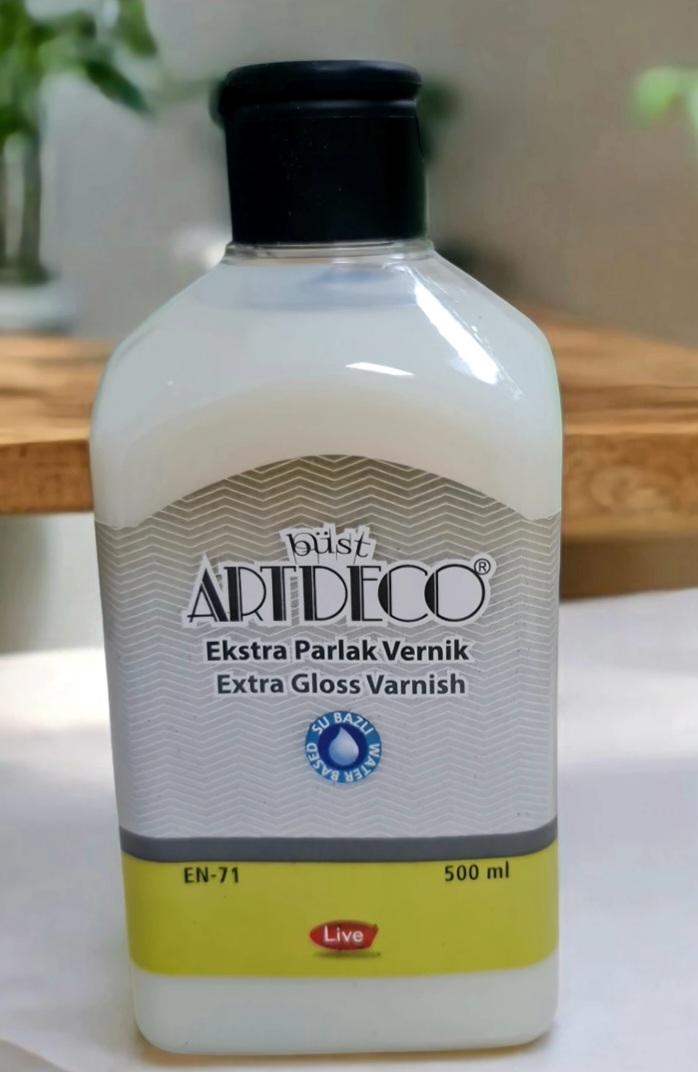 büst
ARTDECO®
Ekstra Parlak Vernik
Extra Gloss Varnish
SU BAZLI
WATER BASED
EN-71
500 ml
Live